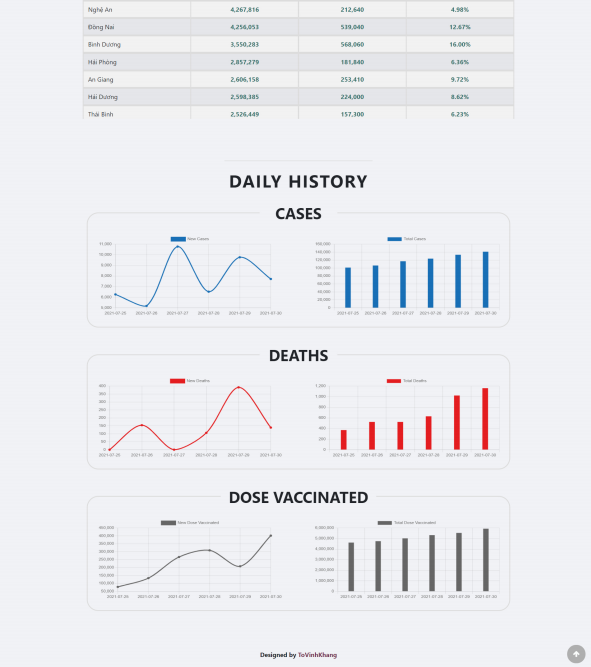 Nghệ An 4,267,816 212,640 4.98%
Đồng Nai 4,256,053 539,040 12.67%
Bình Dương 3,550,283 568,060 16.00%
Hải Phòng 2,857,279 181,840 6.36%
An Giang 2,606,158 253,410 9.72%
Hải Dương 2,598,385 224,000 8.62%
Thái Bình 2,526,449 157,300 6.23%
DAILY HISTORY
CASES
New Cases
11,000
10,000
9,000
8,000
7,000
6,000
5,000
2021-07-25 2021-07-26 2021-07-27 2021-07-28 2021-07-29 2021-07-30
Total Cases
160,000
140,000
120,000
100,000
80,000
60,000
40,000
20,000
0
2021-07-25 2021-07-26 2021-07-27 2021-07-28 2021-07-29 2021-07-30
DEATHS
New Deaths
400
350
300
250
200
150
100
50
0
2021-07-25 2021-07-26 2021-07-27 2021-07-28 2021-07-29 2021-07-30
Total Deaths
1,200
1,000
800
600
400
200
0
2021-07-25 2021-07-26 2021-07-27 2021-07-28 2021-07-29 2021-07-30
DOSE VACCINATED
New Dose Vaccinated
450,000
400,000
350,000
300,000
250,000
200,000
150,000
100,000
50,000
2021-07-25 2021-07-26 2021-07-27 2021-07-28 2021-07-29 2021-07-30
Total Dose Vaccinated
6,000,000
5,000,000
4,000,000
3,000,000
2,000,000
1,000,000
0
2021-07-25 2021-07-26 2021-07-27 2021-07-28 2021-07-29 2021-07-30
Designed by ToVinhKhang